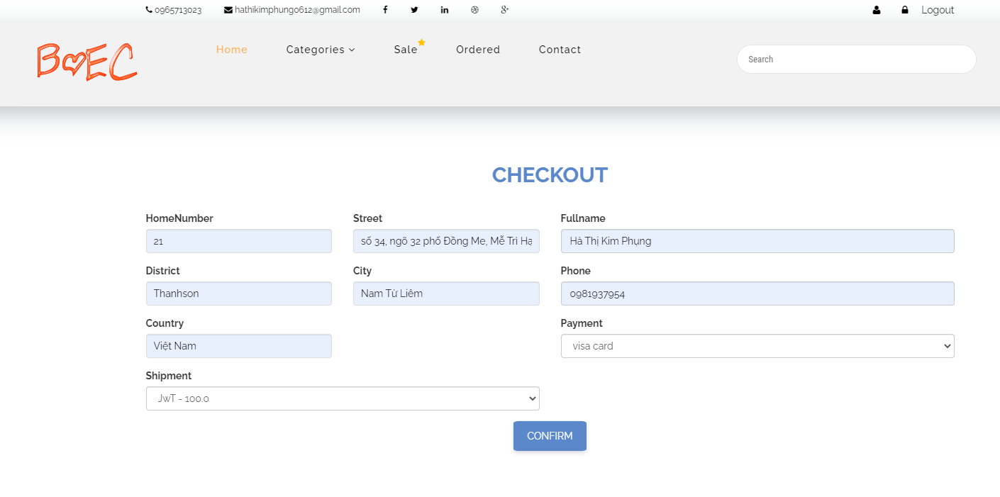 0965713023 hathikimphung0612@gmail.com Logout
BEC
Home Categories Sale Ordered Contact
Search
CHECKOUT
HomeNumber Street Fullname
21 số 34, ngõ 32 phố Đồng Me, Mễ Trì Hạ Hà Thị Kim Phụng
District City Phone
Thanhson Nam Từ Liêm 0981937954
Country Payment
Việt Nam visa card
Shipment
JwT - 100.0
CONFIRM